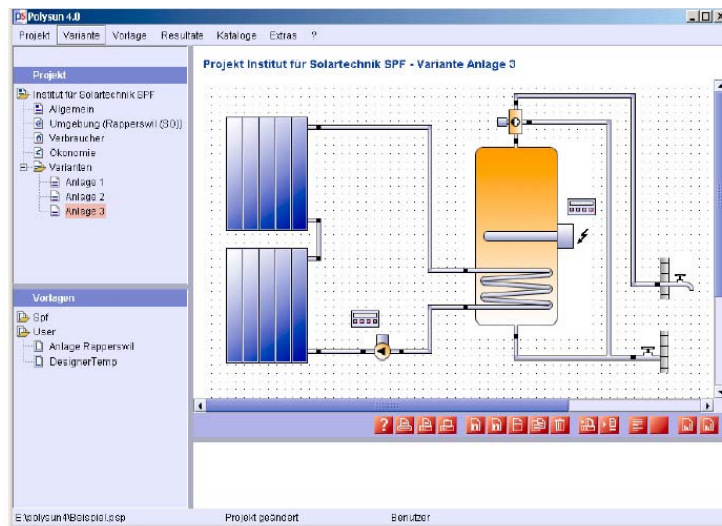 Polysun 4.0
Projekt Variante Vorlage Resultate Kataloge Extras ?
Projekt
Institut für Solartechnik SPF
Allgemein
Umgebung (Rapperswil (SG))
Verbraucher
Ökonomie
Varianten
Anlage 1
Anlage 2
Anlage 3
Vorlagen
Spf
User
Anlage Rapperswil
DesignerTemp
Projekt Institut für Solartechnik SPF - Variante Anlage 3
E:\polysun4\Beispiel.psp Projekt geändert Benutzer